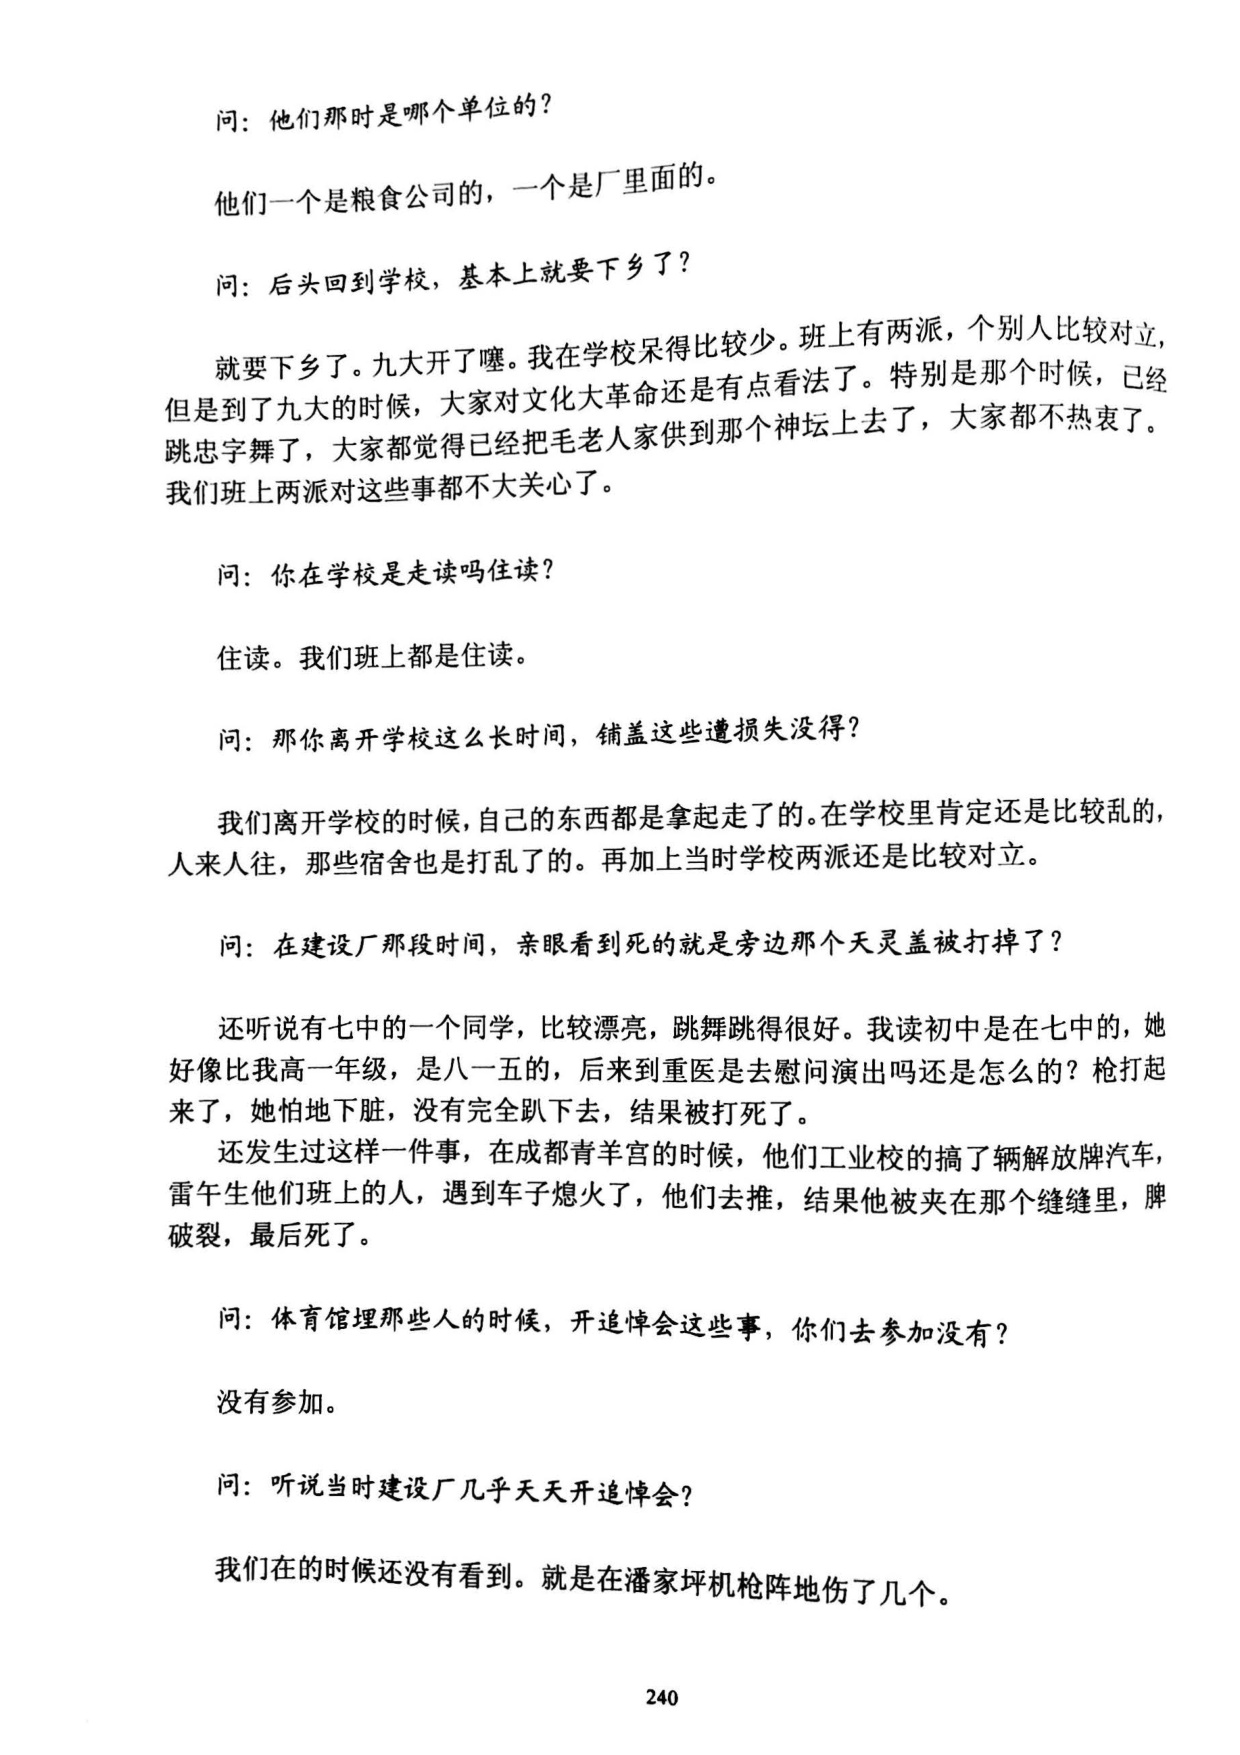 问：他们那时是哪个单位的？
他们一个是粮食公司的，一个是厂里面的。
问：后头回到学校，基本上就要下乡了？
就要下乡了。九大开了噻。我在学校呆得比较少。班上有两派，个别人比较对立，
但是到了九大的时候，大家对文化大革命还是有点看法了。特别是那个时候，已经
跳忠字舞了，大家都觉得已经把毛老人家供到那个神坛上去了，大家都不热衷了。
我们班上两派对这些事都不大关心了。
问：你在学校是走读吗住读？
住读。我们班上都是住读。
问：那你离开学校这么长时间，铺盖这些遭损失没得？
我们离开学校的时候，自己的东西都是拿起走了的。在学校里肯定还是比较乱的，
人来人往，那些宿舍也是打乱了的。再加上当时学校两派还是比较对立。
问：在建设厂那段时间，亲眼看到死的就是旁边那个天灵盖被打掉了？
还听说有七中的一个同学，比较漂亮，跳舞跳得很好。我读初中是在七中的，她
好像比我高一年级，是八一五的，后来到重医是去慰问演出吗还是怎么的？枪打起
来了，她怕地下脏，没有完全趴下去，结果被打死了。
还发生过这样一件事，在成都青羊宫的时候，他们工业校的搞了辆解放牌汽车，
雷午生他们班上的人，遇到车子熄火了，他们去推，结果他被夹在那个缝缝里，脾
破裂，最后死了。
问：体育馆埋那些人的时候，开追悼会这些事，你们去参加没有？
没有参加。
问：听说当时建设厂几乎天天开追悼会？
我们在的时候还没有看到。就是在潘家坪机枪阵地伤了几个。
240